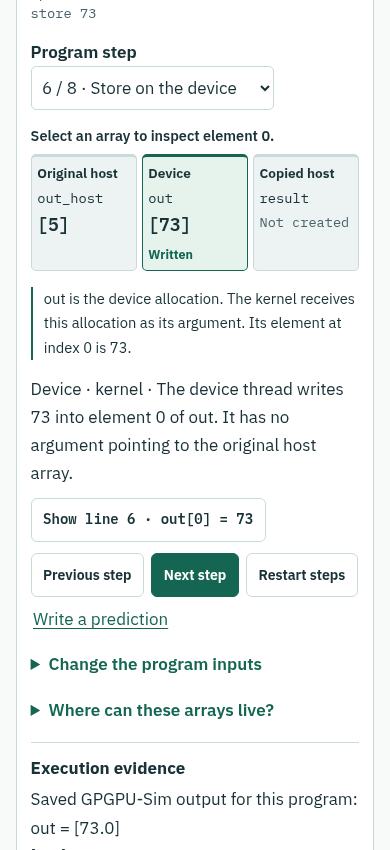 store 73
Program step
6 / 8 · Store on the device
Select an array to inspect element 0.
Original host
out_host
[5]
Device
out
[73]
Written
Copied host
result
Not created
out is the device allocation. The kernel receives
this allocation as its argument. Its element at
index 0 is 73.
Device · kernel · The device thread writes
73 into element 0 of out. It has no
argument pointing to the original host
array.
Show line 6 · out[0] = 73
Previous step
Next step
Restart steps
Write a prediction
Change the program inputs
Where can these arrays live?
Execution evidence
Saved GPGPU-Sim output for this program:
out = [73.0]